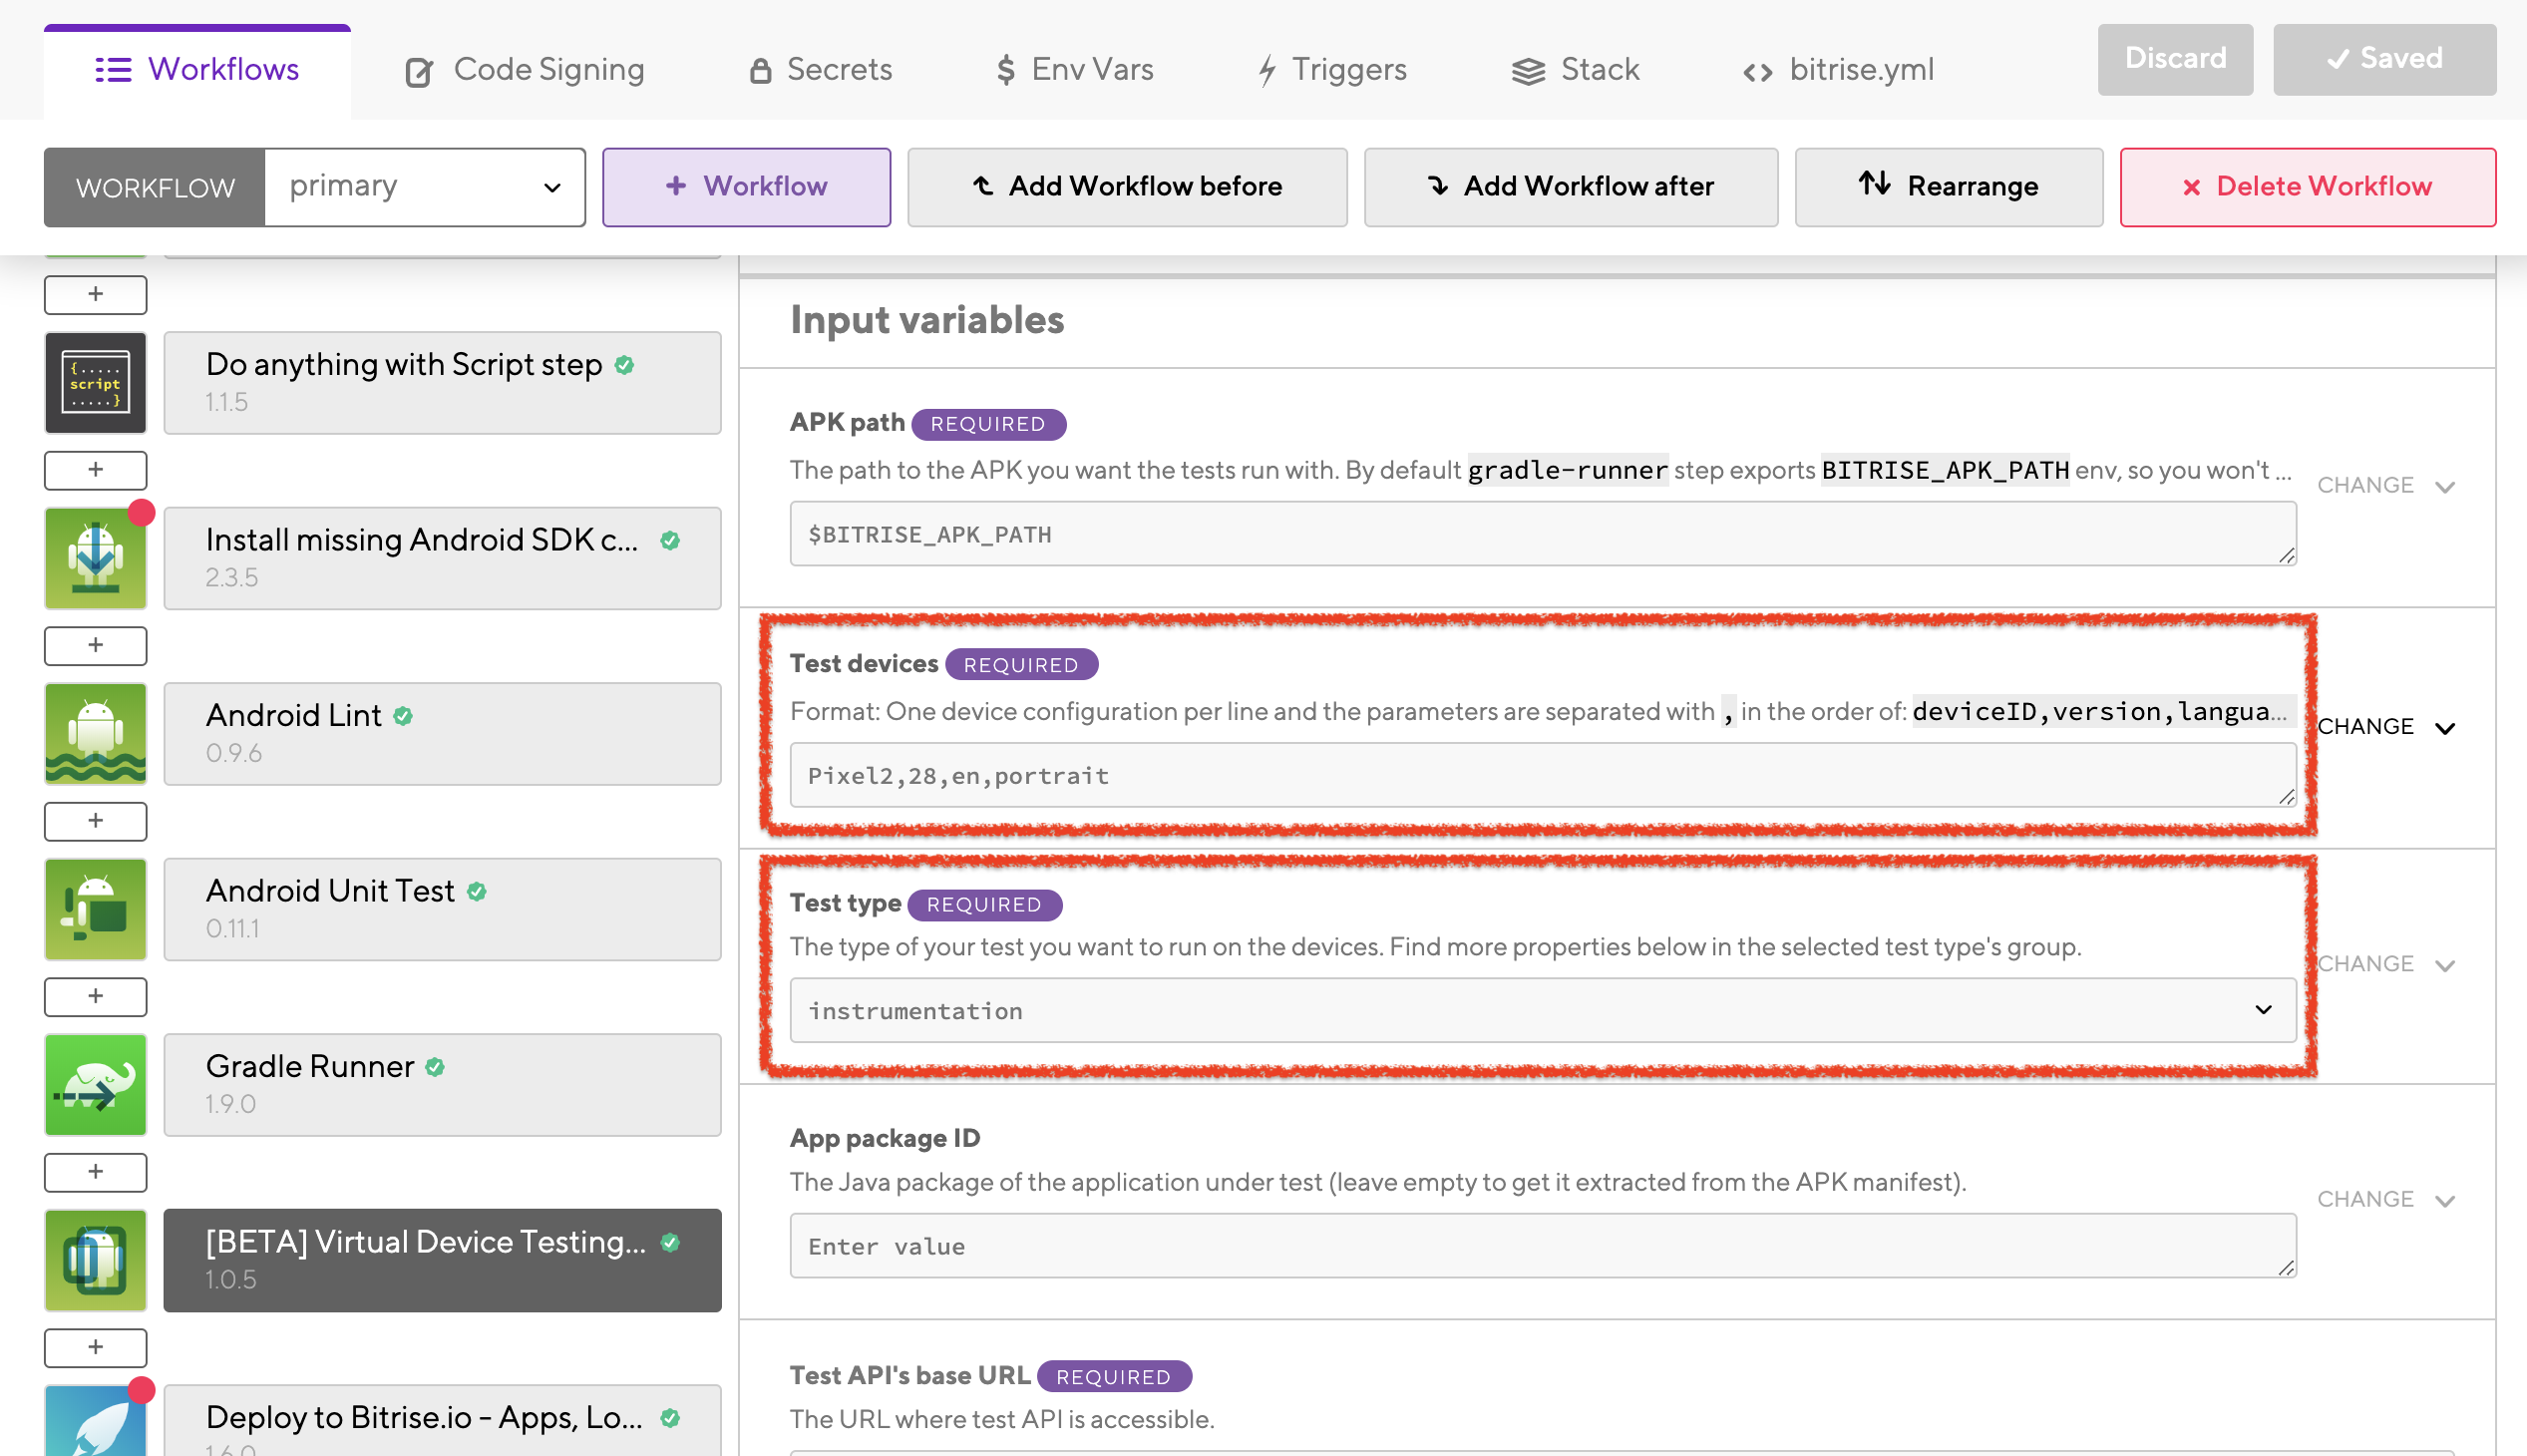 Workflows
Code Signing
Secrets
$ Env Vars
Triggers
Stack
<> bitrise.yml
Discard
✓ Saved
WORKFLOW primary
+ Workflow
Add Workflow before
Add Workflow after
Rearrange
× Delete Workflow
+
{.....
script
.....}
Do anything with Script step
1.1.5
+
Install missing Android SDK c...
2.3.5
+
Android Lint
0.9.6
+
Android Unit Test
0.11.1
+
Gradle Runner
1.9.0
+
[BETA] Virtual Device Testing...
1.0.5
+
Deploy to Bitrise.io - Apps, Lo...
1.6.0
Input variables
APK path REQUIRED
The path to the APK you want the tests run with. By default gradle-runner step exports BITRISE_APK_PATH env, so you won't ...
CHANGE
$BITRISE_APK_PATH
Test devices REQUIRED
Format: One device configuration per line and the parameters are separated with , in the order of: deviceID,version,langua...
CHANGE
Pixel2,28,en,portrait
Test type REQUIRED
The type of your test you want to run on the devices. Find more properties below in the selected test type's group.
CHANGE
instrumentation
App package ID
The Java package of the application under test (leave empty to get it extracted from the APK manifest).
CHANGE
Enter value
Test API's base URL REQUIRED
The URL where test API is accessible.